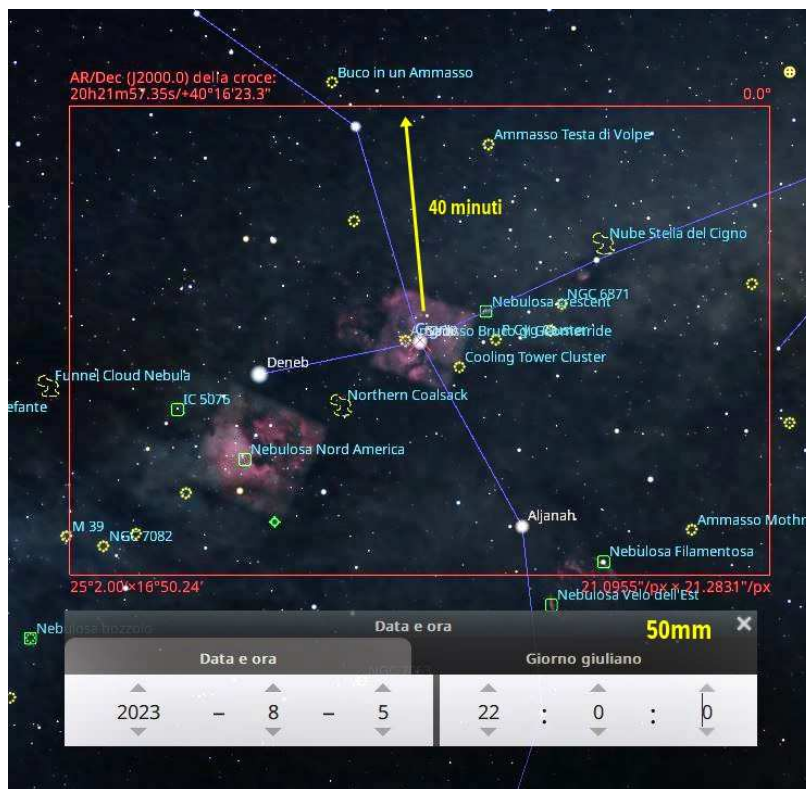 Buco in un Ammasso
AR/Dec (J2000.0) della croce:
20h21m57.35s/+40°16'23.3"
0.0°
Ammasso Testa di Volpe
40 minuti
Nube Stella del Cigno
NGC 6871
Nebulosa Crescent
Cooling Tower Cluster
Deneb
Funnel Cloud Nebula
efante
IC 5076
Northern Coalsack
Nebulosa Nord America
Aljanah
M 39
NGC 7082
Ammasso Mothr
Nebulosa Filamentosa
25°2.00'×16°50.24'
21.0955"/px × 21.2831"/px
Nebulosa Velo dell'Est
Nebulosa Bozzolo
Data e ora
50mm
Data e ora
Giorno giuliano
2023 – 8 – 5
22 : 0 : 0